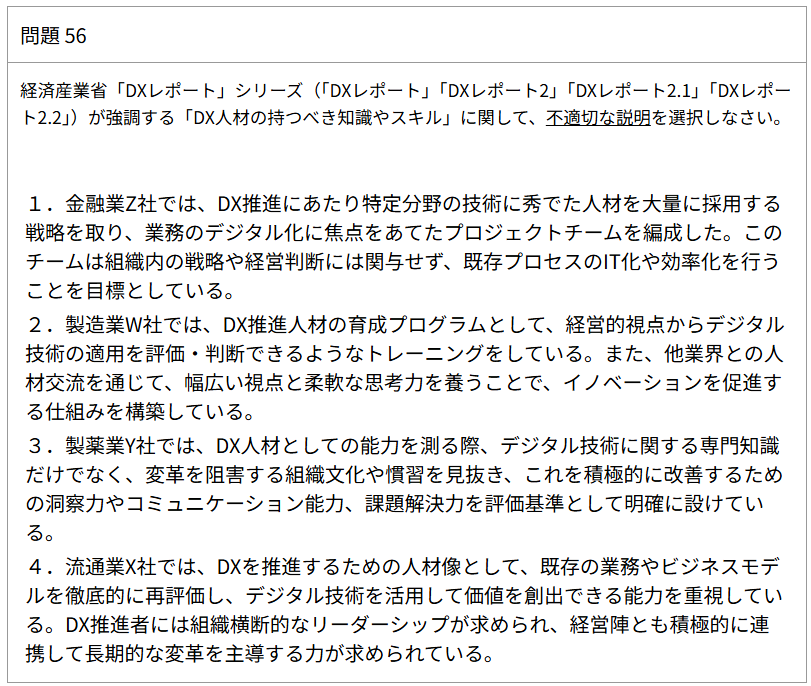 問題 56
経済産業省「DXレポート」シリーズ（「DXレポート」「DXレポート2」「DXレポート2.1」「DXレポー
ト2.2」）が強調する「DX人材の持つべき知識やスキル」に関して、不適切な説明を選択しなさい。
１．金融業Z社では、DX推進にあたり特定分野の技術に秀でた人材を大量に採用する
戦略を取り、業務のデジタル化に焦点をあてたプロジェクトチームを編成した。この
チームは組織内の戦略や経営判断には関与せず、既存プロセスのIT化や効率化を行う
ことを目標としている。
２．製造業W社では、DX推進人材の育成プログラムとして、経営的視点からデジタル
技術の適用を評価・判断できるようなトレーニングをしている。また、他業界との人
材交流を通じて、幅広い視点と柔軟な思考力を養うことで、イノベーションを促進す
る仕組みを構築している。
３．製薬業Y社では、DX人材としての能力を測る際、デジタル技術に関する専門知識
だけでなく、変革を阻害する組織文化や慣習を見抜き、これを積極的に改善するため
の洞察力やコミュニケーション能力、課題解決力を評価基準として明確に設けてい
る。
４．流通業X社では、DXを推進するための人材像として、既存の業務やビジネスモデ
ルを徹底的に再評価し、デジタル技術を活用して価値を創出できる能力を重視してい
る。DX推進者には組織横断的なリーダーシップが求められ、経営陣とも積極的に連
携して長期的な変革を主導する力が求められている。